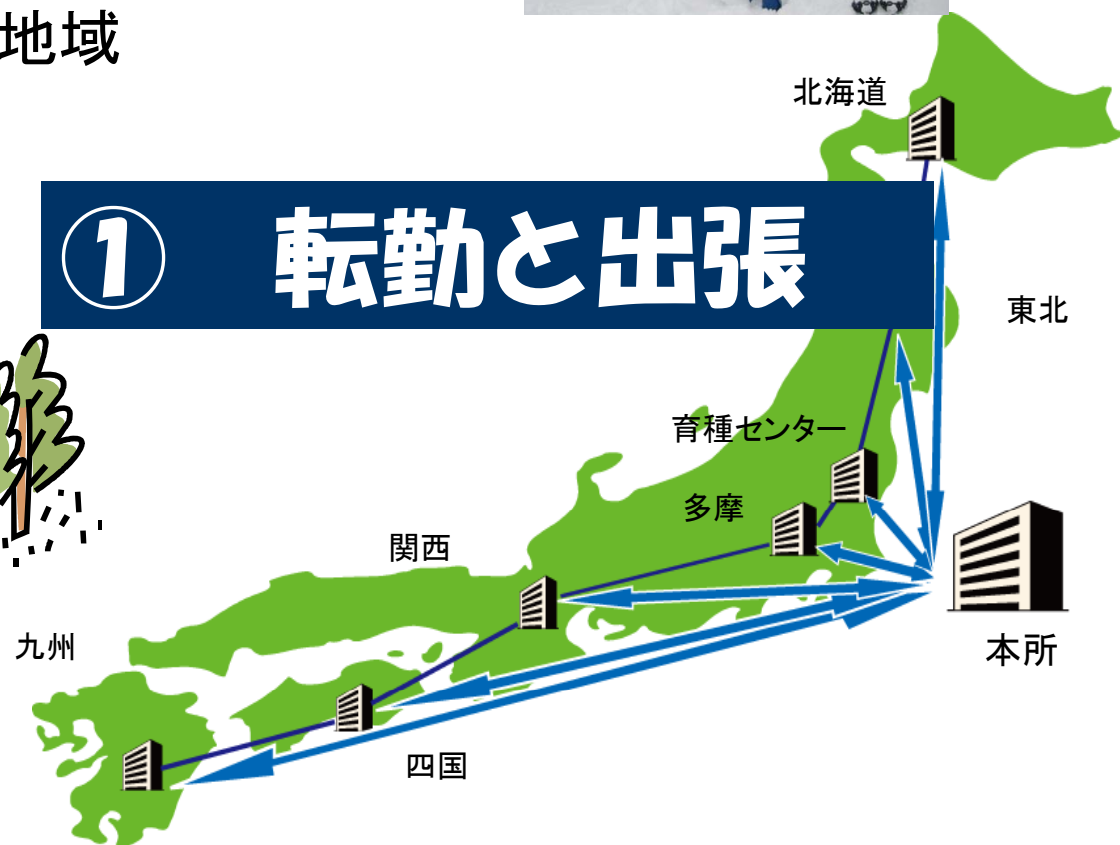 地域
北海道
① 転勤と出張
東北
育種センター
多摩
関西
九州
本所
四国